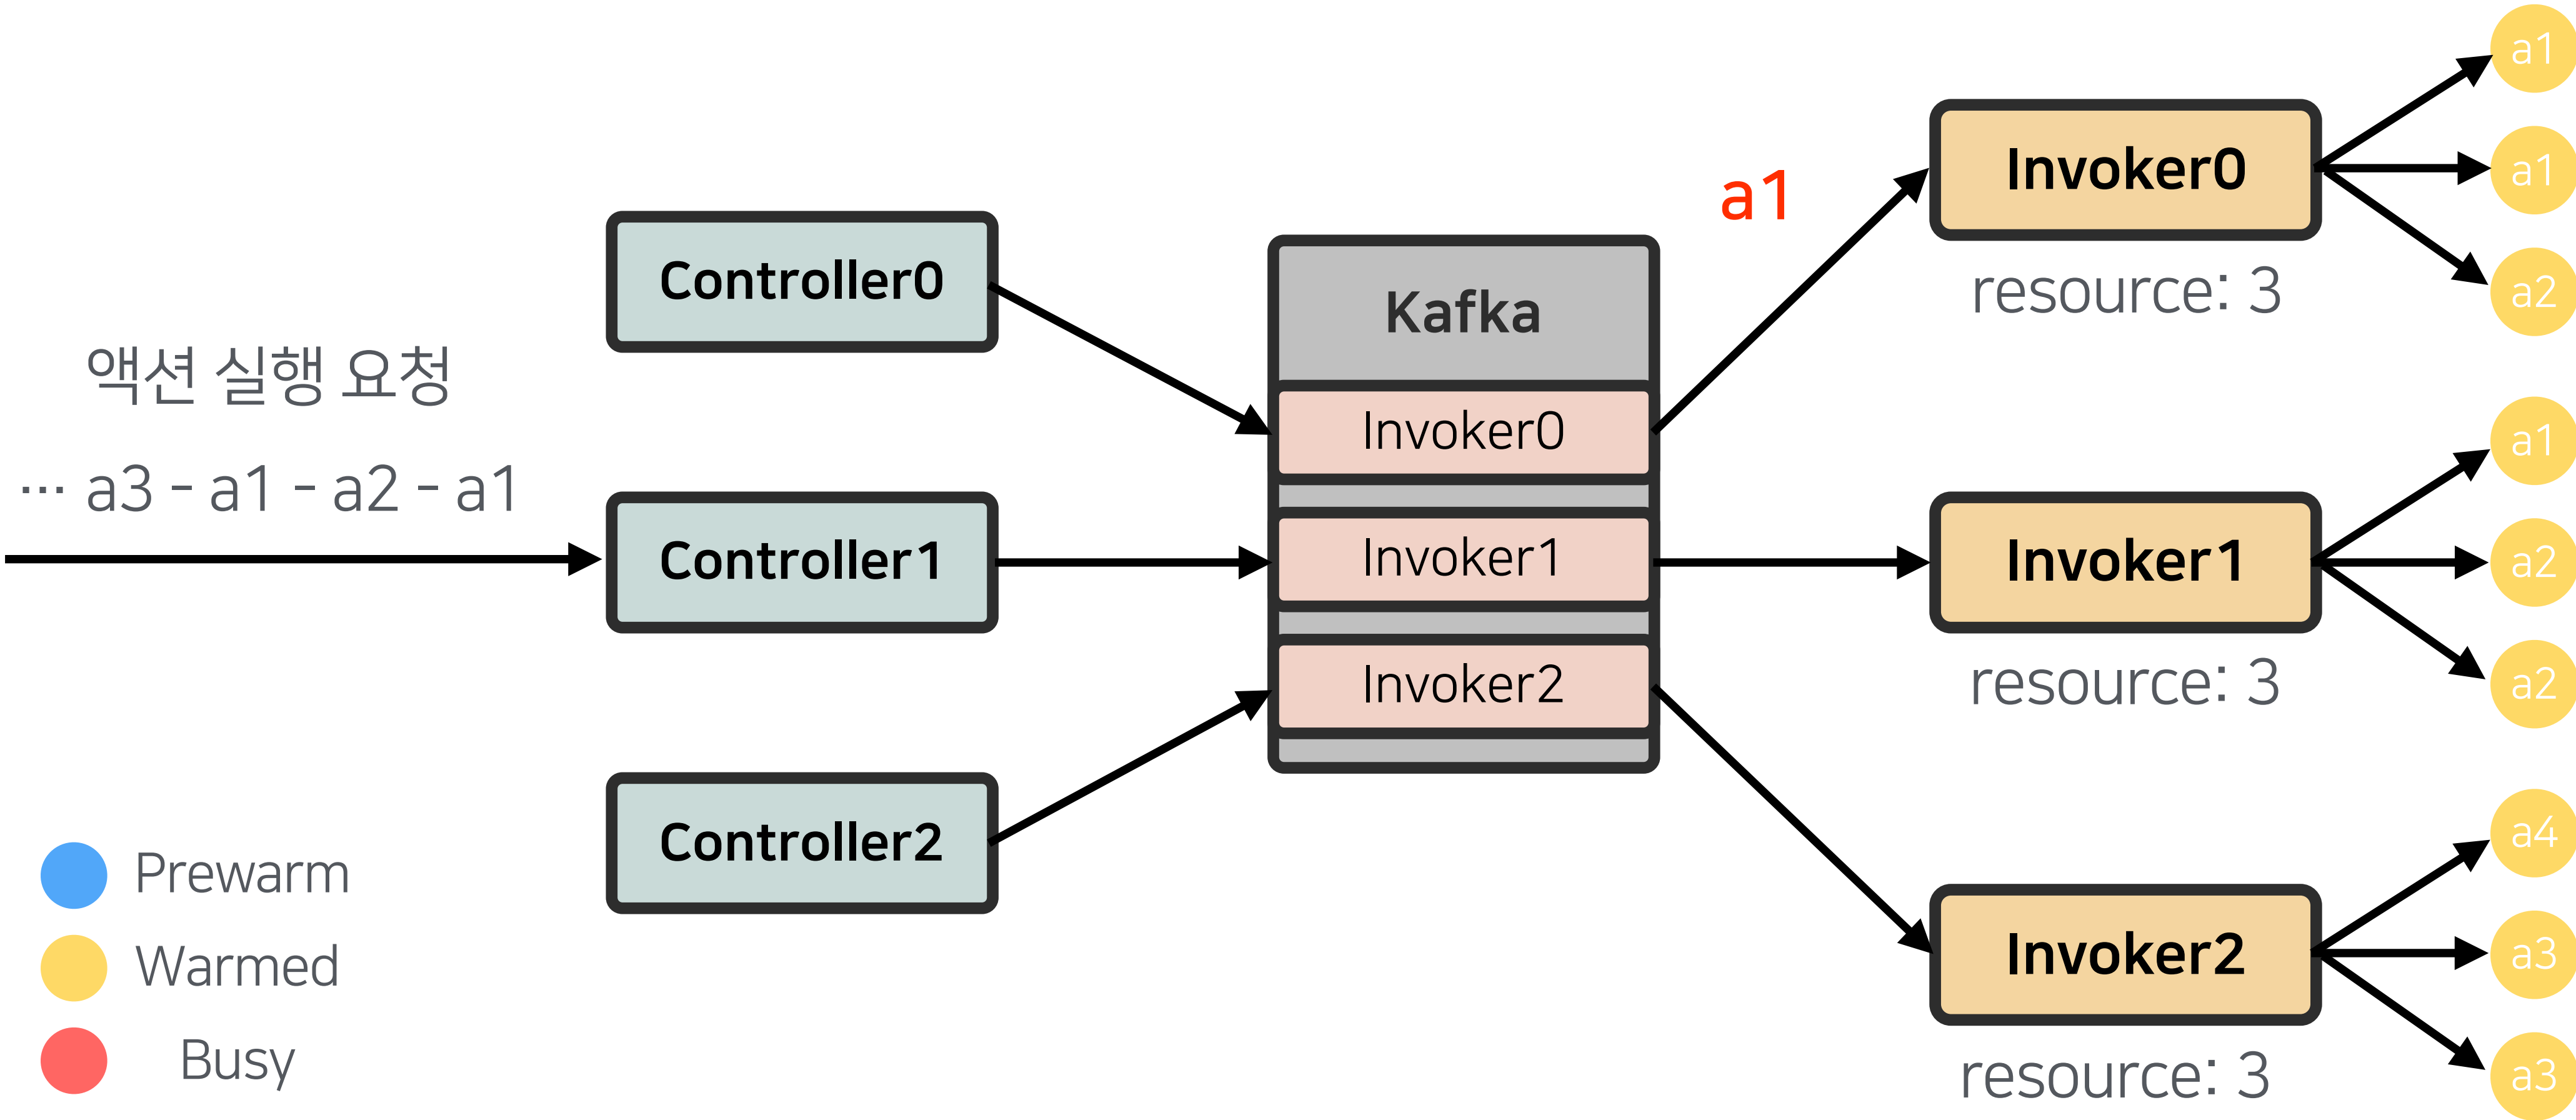 액션 실행 요청
… a3 - a1 - a2 - a1
Prewarm
Warmed
Busy
Controller0
Controller1
Controller2
Kafka
Invoker0
Invoker1
Invoker2
a1
Invoker0
resource: 3
a1
a1
a2
Invoker1
resource: 3
a1
a2
a2
Invoker2
resource: 3
a4
a3
a3